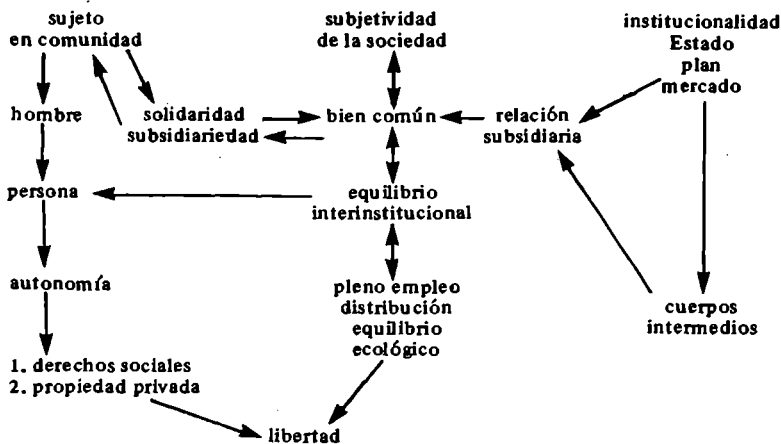 sujeto
en comunidad
subjetividad
de la sociedad
institucionalidad
Estado
plan
mercado
hombre
solidaridad
subsidiariedad
bien común
relación
subsidiaria
persona
equilibrio
interinstitucional
autonomía
pleno empleo
distribución
equilibrio
ecológico
cuerpos
intermedios
1. derechos sociales
2. propiedad privada
libertad